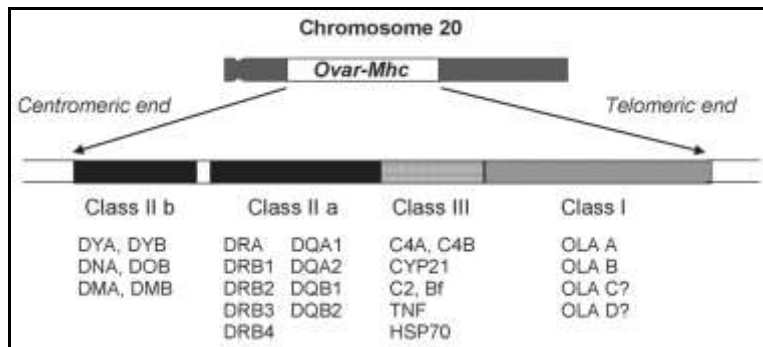 Chromosome 20
Ovar-Mhc
Centromeric end
Telomeric end
Class II b
Class II a
Class III
Class I
DYA, DYB
DNA, DOB
DMA, DMB
DRA DQA1
DRB1 DQA2
DRB2 DQB1
DRB3 DQB2
DRB4
C4A, C4B
CYP21
C2, Bf
TNF
HSP70
OLA A
OLA B
OLA C?
OLA D?